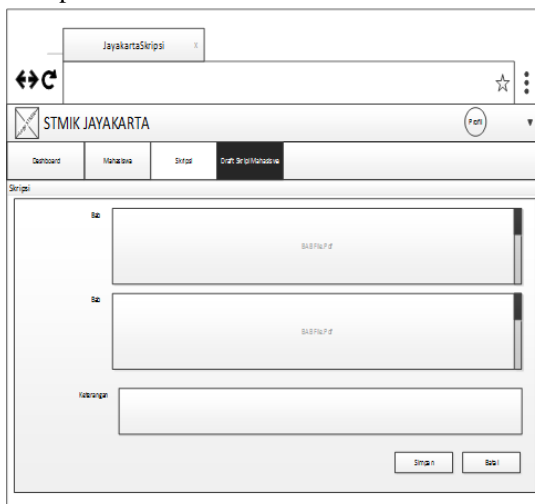 JayakartaSkripsi x
STMIK JAYAKARTA Profil
Dashboard Mahasiswa Skripsi Draft Skripsi Mahasiswa
Skripsi
Bab
BAB File.Pdf
Bab
BAB File.Pdf
Keterangan
Simpan Batal